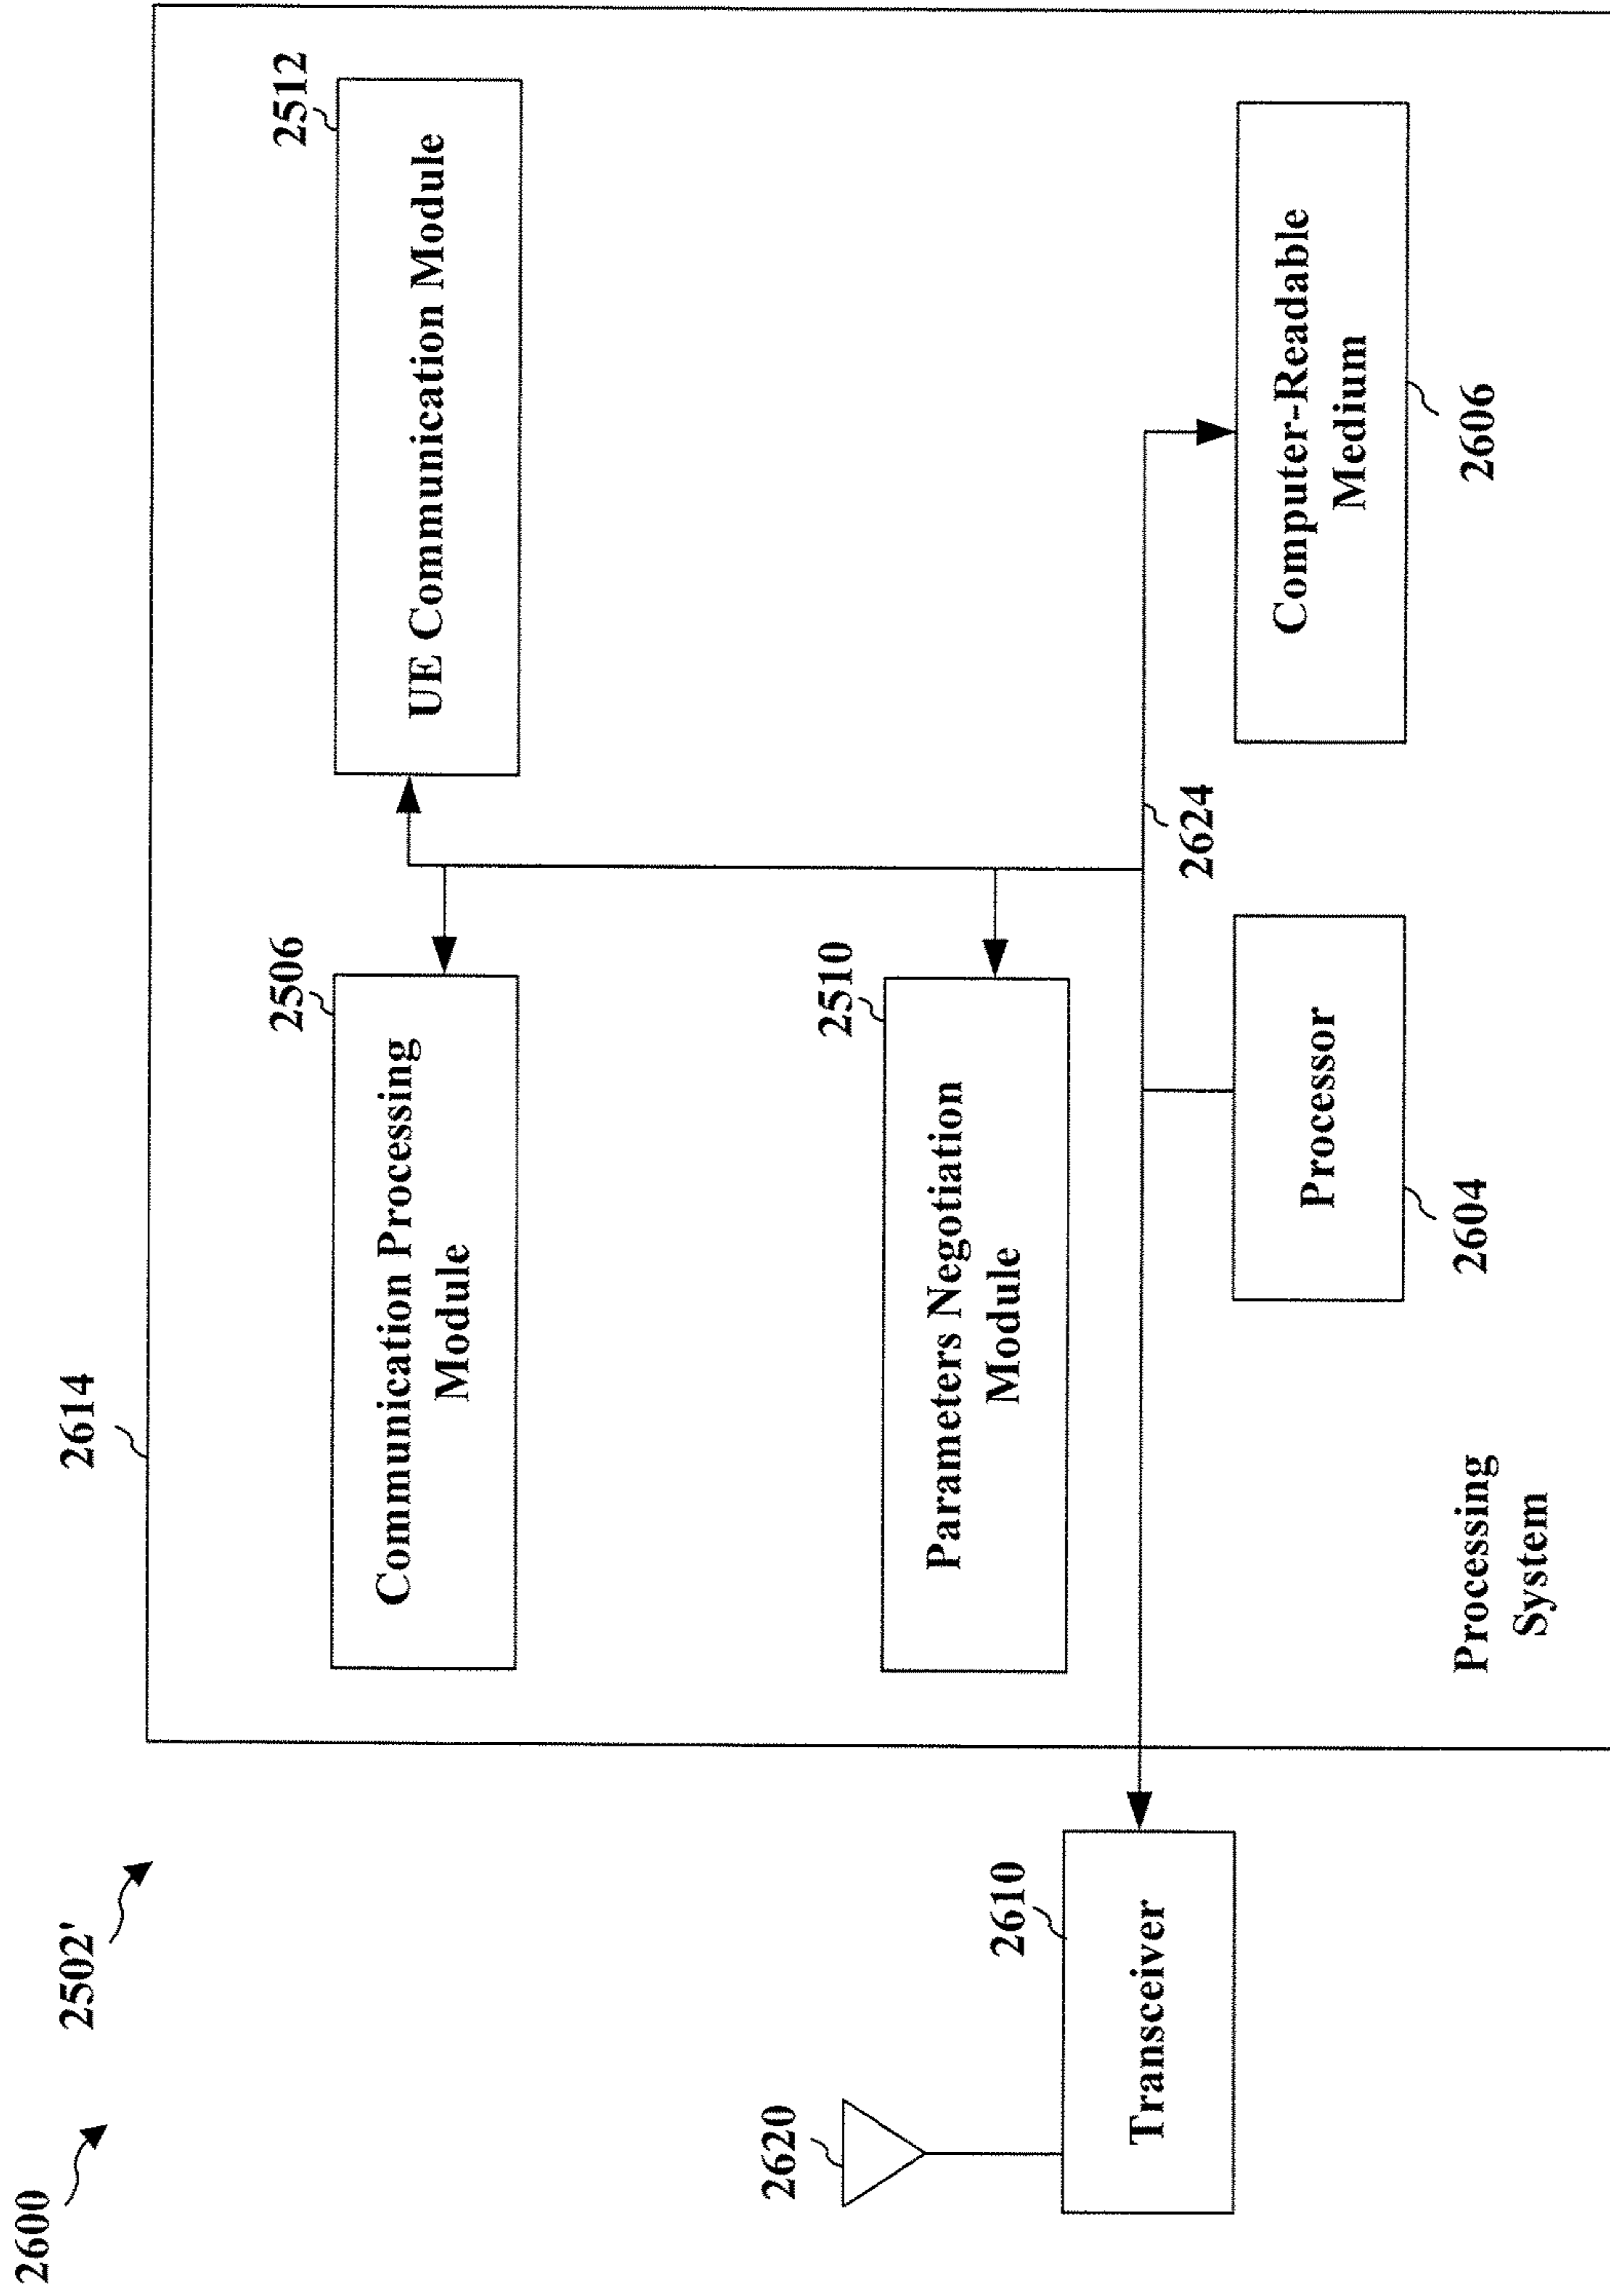 2600
2502'
2614
2506
Communication Processing
Module
2512
UE Communication Module
2510
Parameters Negotiation
Module
2620
2610
Transceiver
2624
Processor
2604
Computer-Readable
Medium
2606
Processing
System